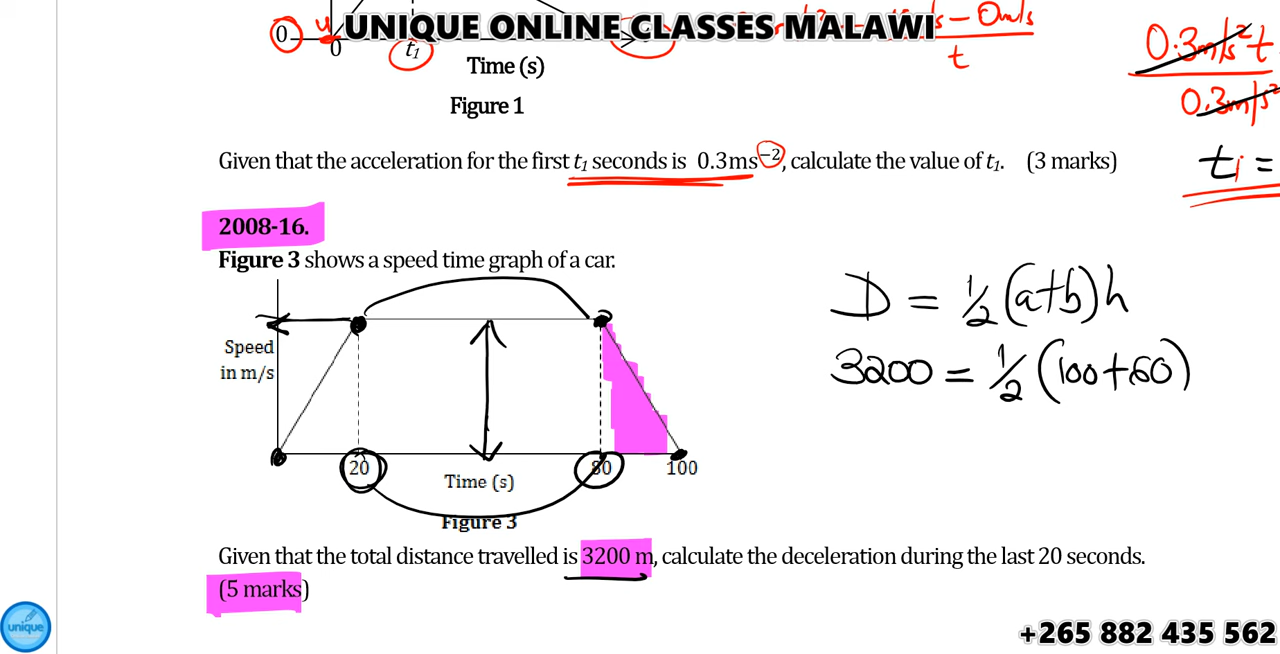 UNIQUE ONLINE CLASSES MALAWI
s − 0m/s
t
0
u
0
t₁
Time (s)
Figure 1
0.3m/s² t
0.3m/s²
Given that the acceleration for the first t₁ seconds is 0.3ms⁻², calculate the value of t₁. (3 marks)
t₁ =
2008-16.
Figure 3 shows a speed time graph of a car.
D = ½ (a+b)h
3200 = ½ (100+60)
Speed
in m/s
20
80
100
Time (s)
Figure 3
Given that the total distance travelled is 3200 m, calculate the deceleration during the last 20 seconds.
(5 marks)
unique
+265 882 435 562